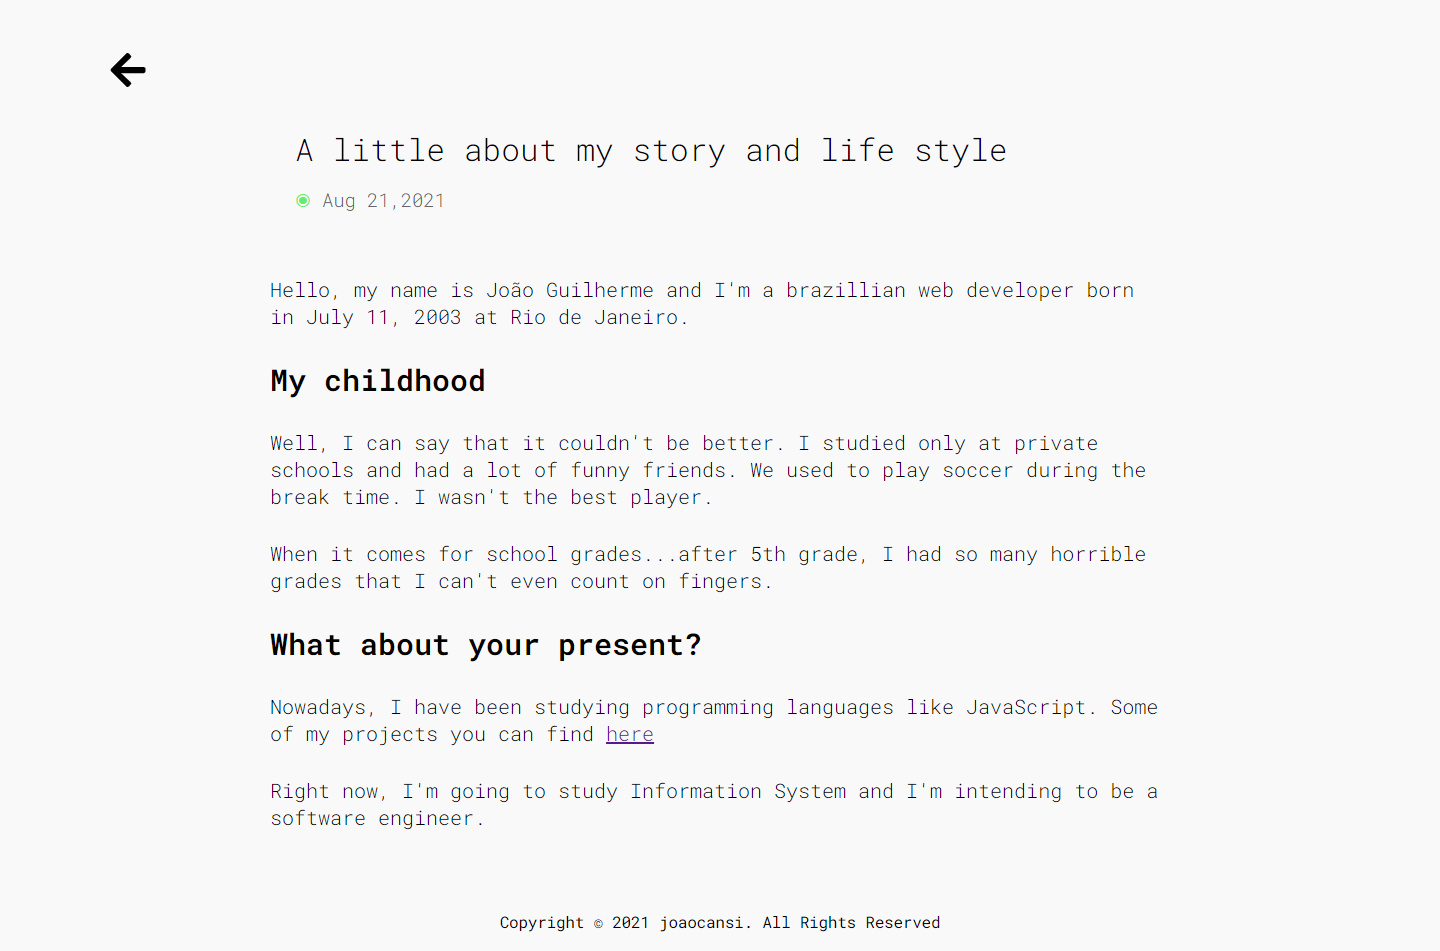 A little about my story and life style
Aug 21,2021
Hello, my name is João Guilherme and I'm a brazillian web developer born
in July 11, 2003 at Rio de Janeiro.
My childhood
Well, I can say that it couldn't be better. I studied only at private
schools and had a lot of funny friends. We used to play soccer during the
break time. I wasn't the best player.
When it comes for school grades...after 5th grade, I had so many horrible
grades that I can't even count on fingers.
What about your present?
Nowadays, I have been studying programming languages like JavaScript. Some
of my projects you can find here
Right now, I'm going to study Information System and I'm intending to be a
software engineer.
Copyright © 2021 joaocansi. All Rights Reserved